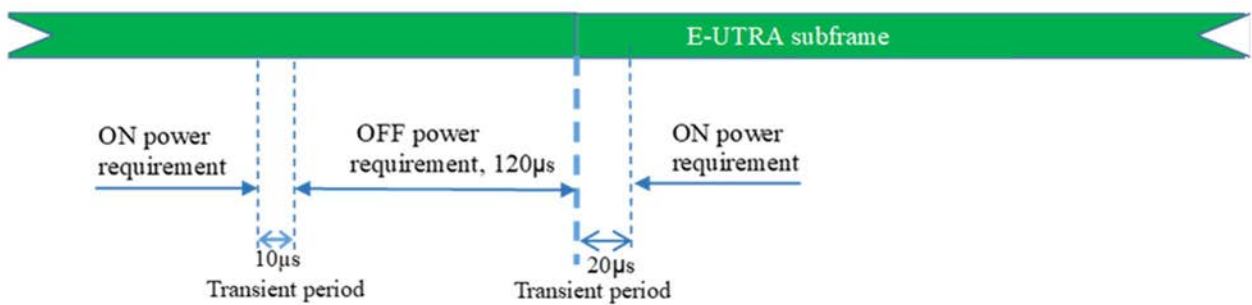 E-UTRA subframe
ON power
requirement
OFF power
requirement, 120μs
ON power
requirement
10μs
Transient period
20μs
Transient period